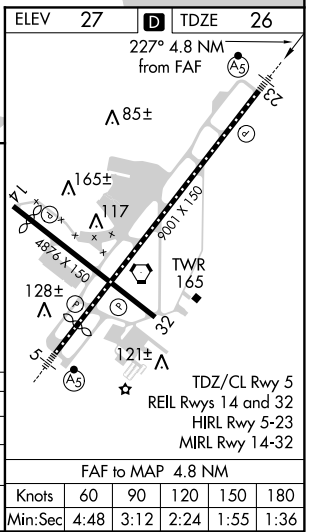 ELEV 27 D TDZE 26
227° 4.8 NM
from FAF
A5
23
85±
P
165±
14
P
117
9001 X 150
4876 X 150
TWR
165
128±
P
P
32
5
121±
A5
TDZ/CL Rwy 5
REIL Rwys 14 and 32
HIRL Rwy 5-23
MIRL Rwy 14-32
FAF to MAP 4.8 NM
Knots 60 90 120 150 180
Min:Sec 4:48 3:12 2:24 1:55 1:36